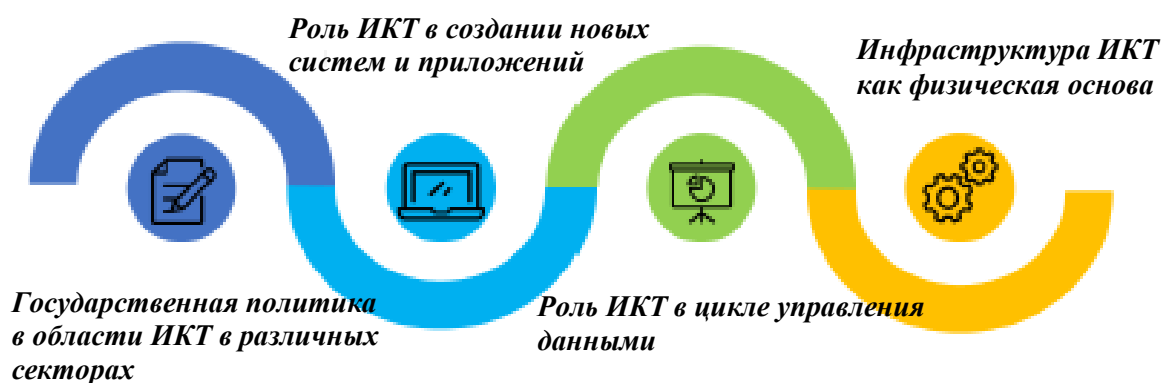 Роль ИКТ в создании новых
систем и приложений
Инфраструктура ИКТ
как физическая основа
Государственная политика
в области ИКТ в различных
секторах
Роль ИКТ в цикле управления
данными